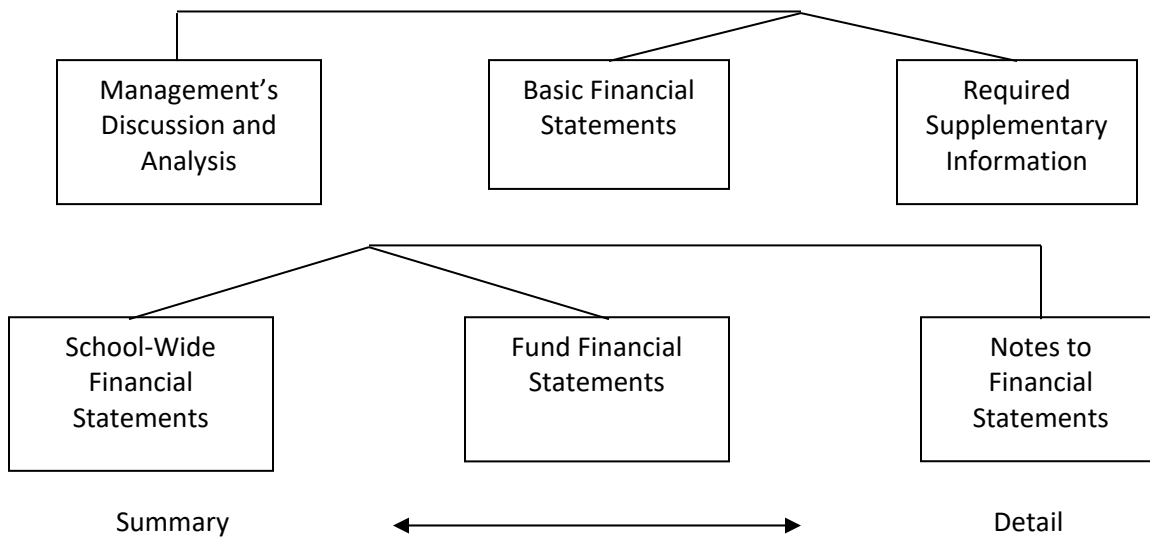 Management’s
Discussion and
Analysis
Basic Financial
Statements
Required
Supplementary
Information
School-Wide
Financial
Statements
Fund Financial
Statements
Notes to
Financial
Statements
Summary
Detail